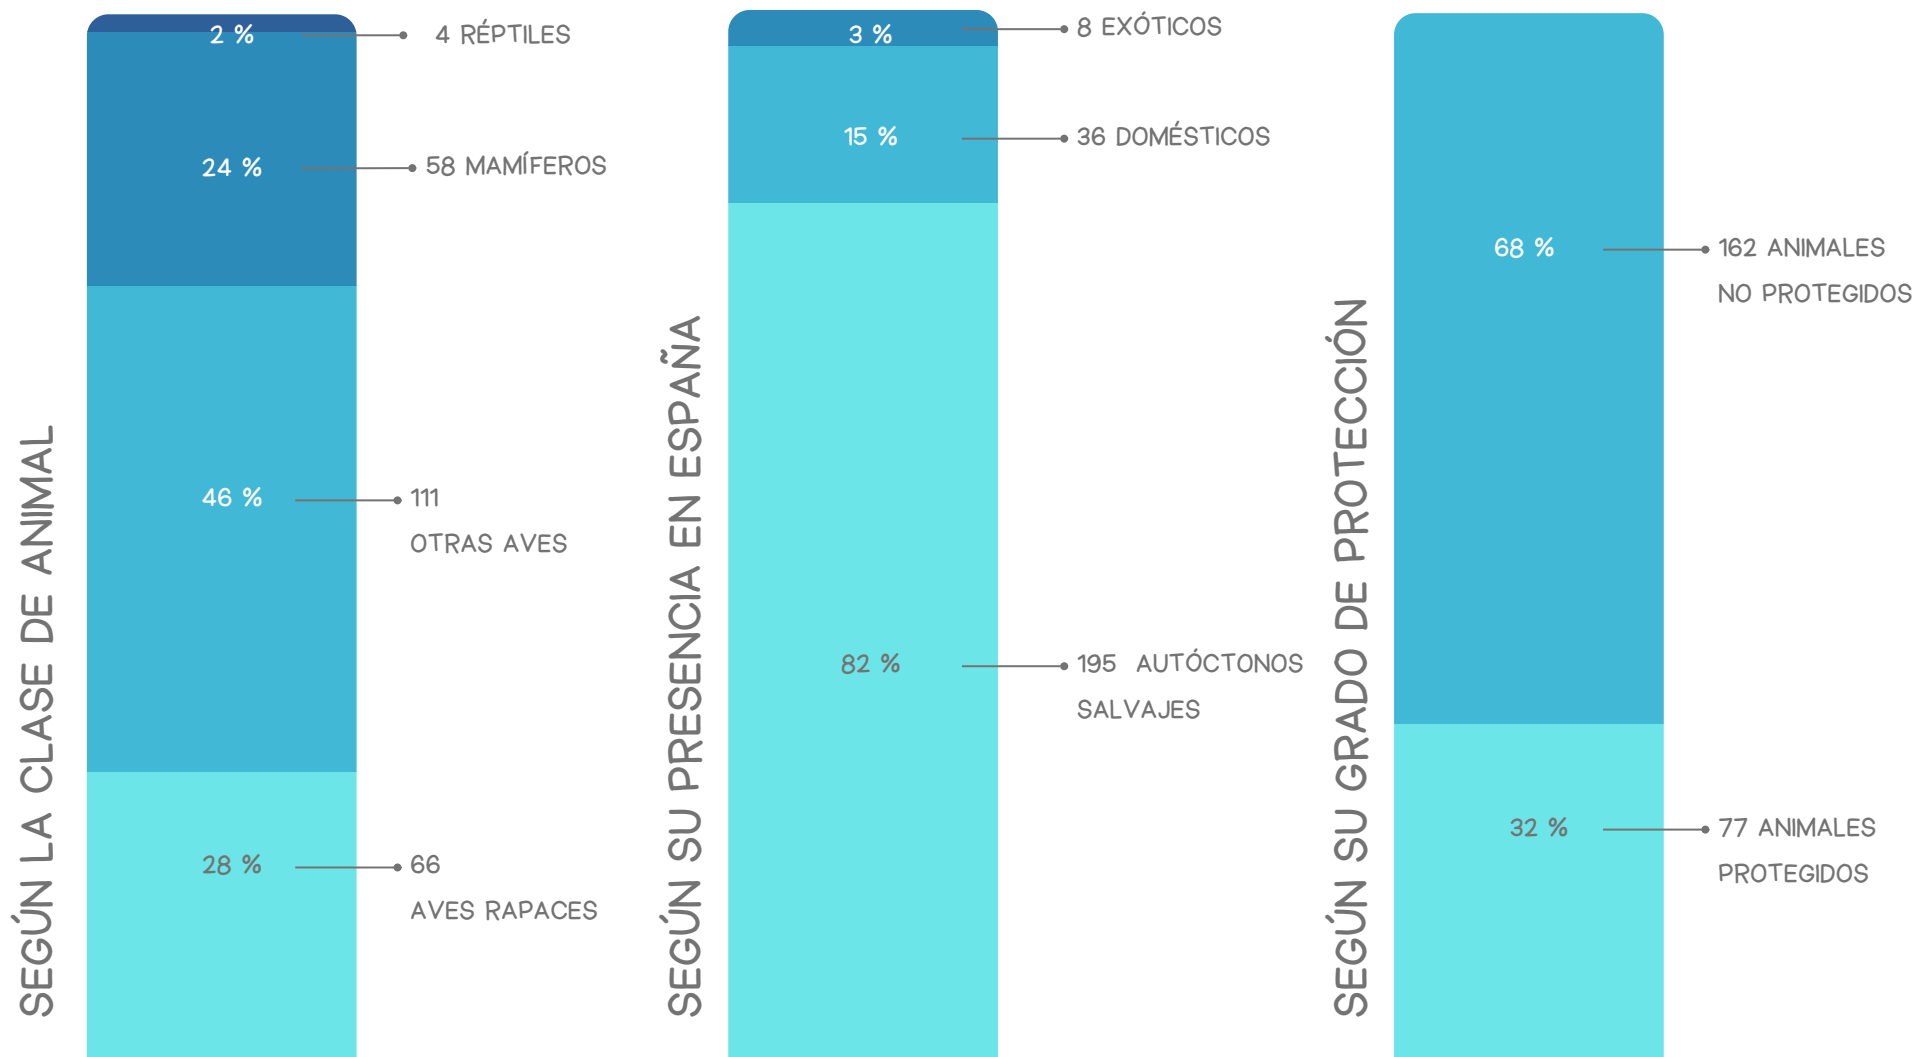 SEGÚN LA CLASE DE ANIMAL
2 %
4 RÉPTILES
24 %
58 MAMÍFEROS
46 %
111
OTRAS AVES
28 %
66
AVES RAPACES
SEGÚN SU PRESENCIA EN ESPAÑA
3 %
8 EXÓTICOS
15 %
36 DOMÉSTICOS
82 %
195 AUTÓCTONOS
SALVAJES
SEGÚN SU GRADO DE PROTECCIÓN
68 %
162 ANIMALES
NO PROTEGIDOS
32 %
77 ANIMALES
PROTEGIDOS